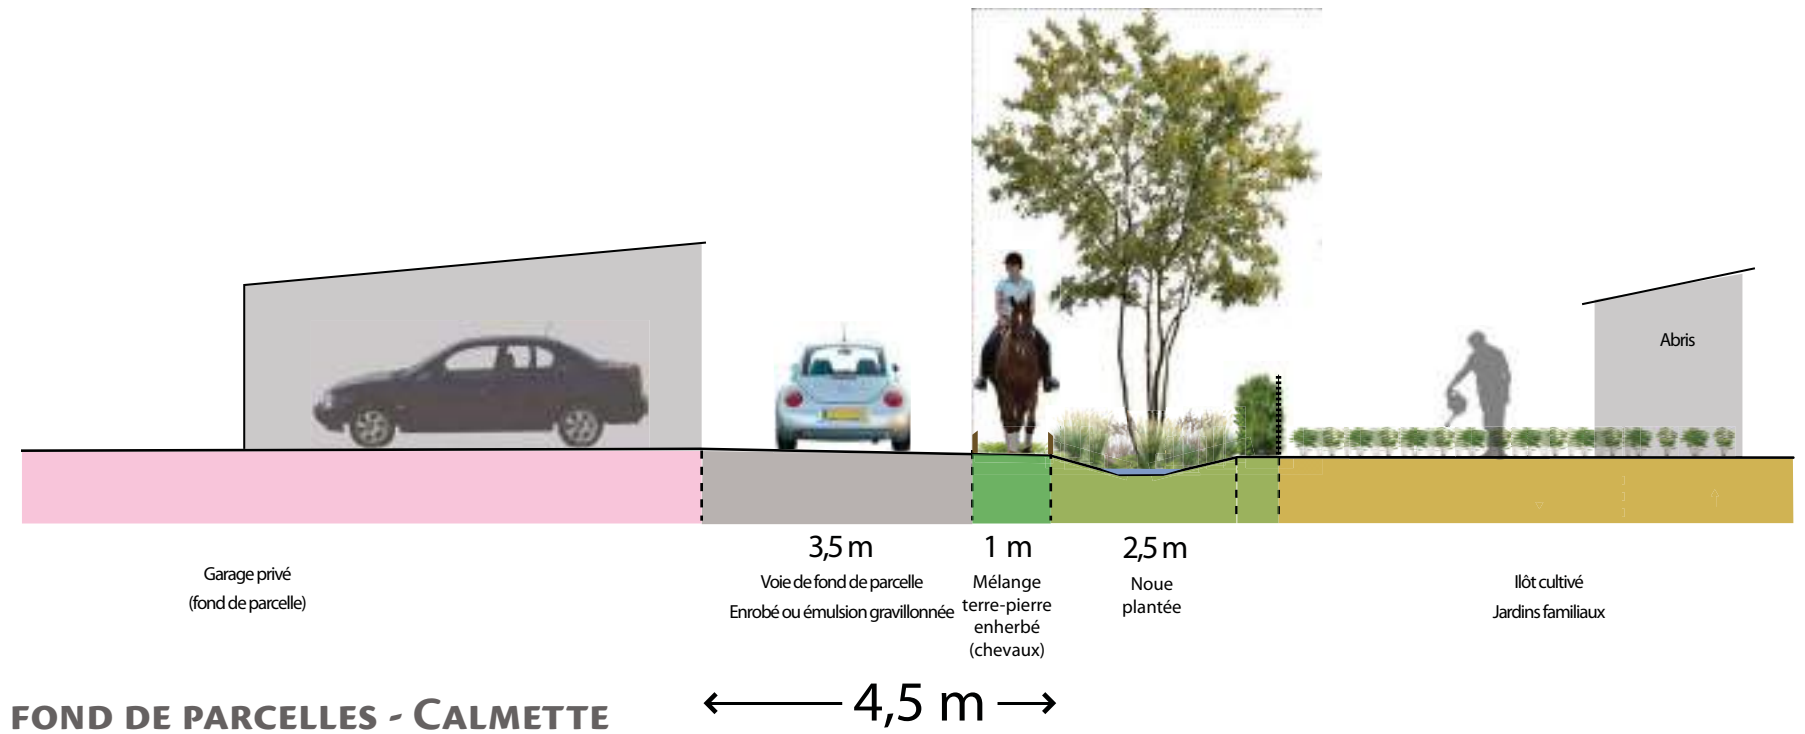 Abris
3,5 m
1 m
2,5 m
Garage privé
(fond de parcelle)
Voie de fond de parcelle
Enrobé ou émulsion gravillonnée
Mélange
terre-pierre
enherbé
(chevaux)
Noue
plantée
Ilôt cultivé
Jardins familiaux
4,5 m
FOND DE PARCELLES - CALMETTE